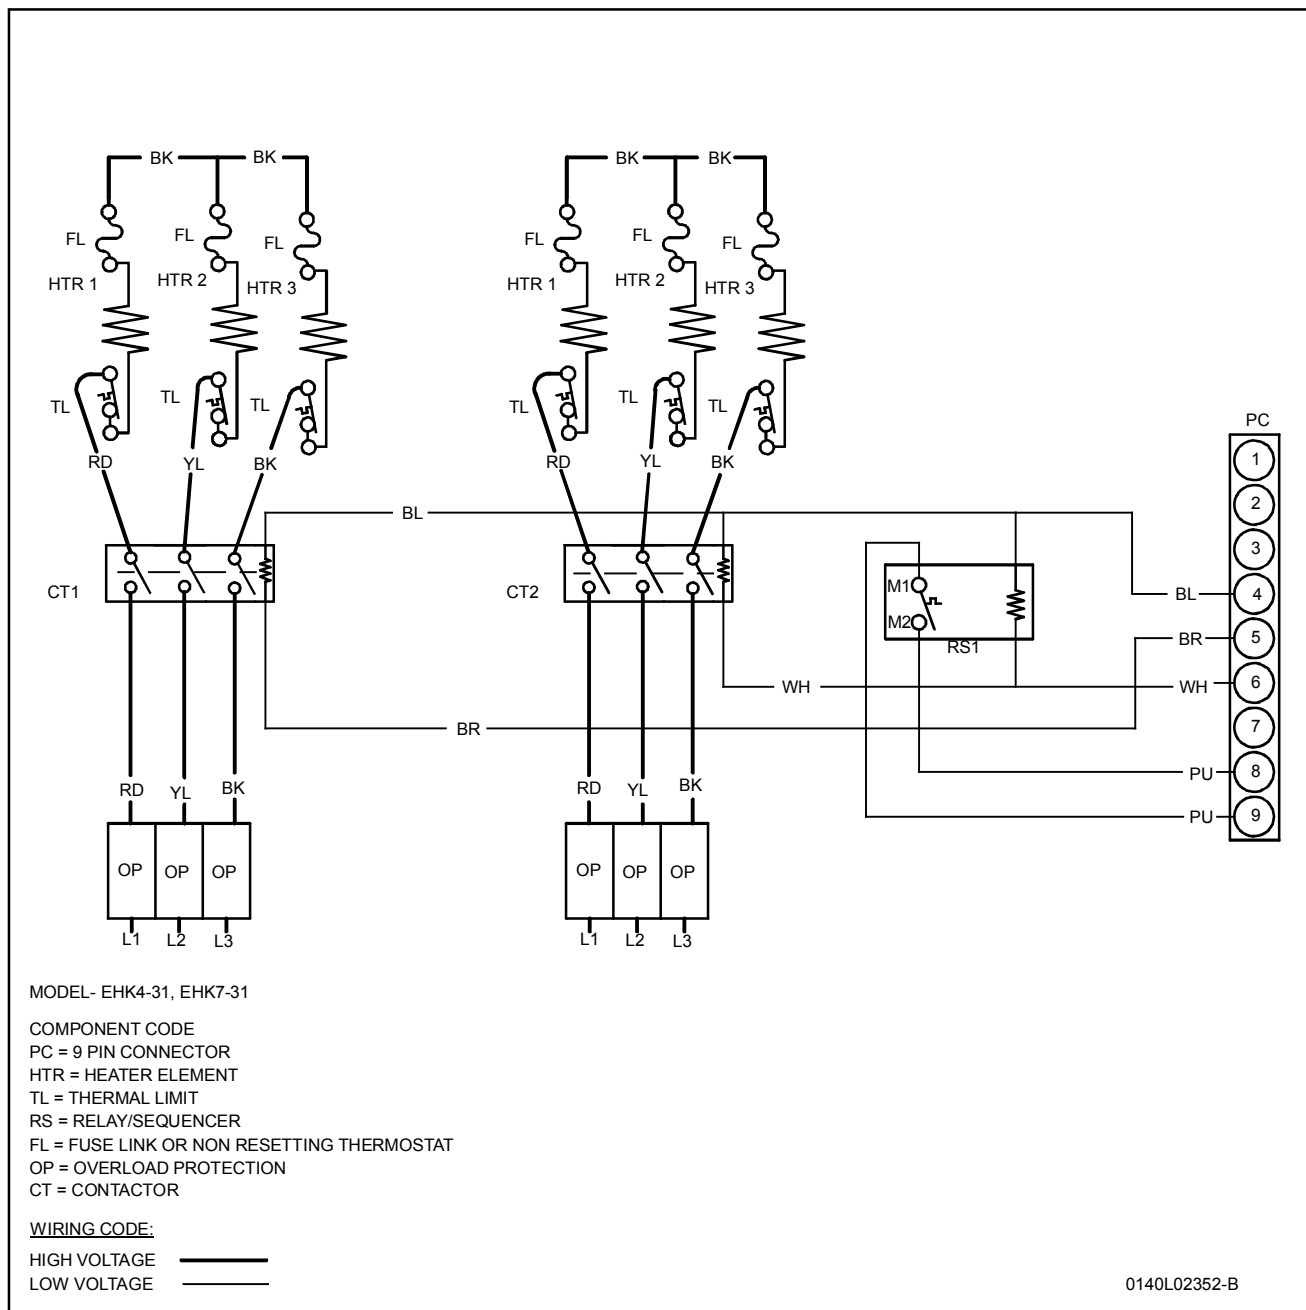 BK BK BK BK
FL FL FL FL FL FL
HTR 1 HTR 2 HTR 3 HTR 1 HTR 2 HTR 3
TL TL TL TL TL TL
PC
RD YL BK RD YL BK
1
2
BL
3
CT1 CT2
M1
BL 4
M2
BR 5
RS1
WH WH 6
BR 7
PU 8
RD YL BK RD YL BK
PU 9
OP OP OP OP OP OP
L1 L2 L3 L1 L2 L3
MODEL- EHK4-31, EHK7-31
COMPONENT CODE
PC = 9 PIN CONNECTOR
HTR = HEATER ELEMENT
TL = THERMAL LIMIT
RS = RELAY/SEQUENCER
FL = FUSE LINK OR NON RESETTING THERMOSTAT
OP = OVERLOAD PROTECTION
CT = CONTACTOR
WIRING CODE:
HIGH VOLTAGE
LOW VOLTAGE
0140L02352-B